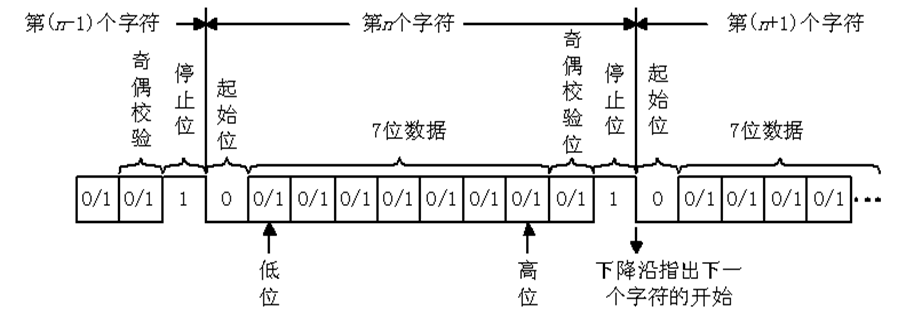 第(n-1)个字符 第n个字符 第(n+1)个字符
奇偶校验 停止位 起始位 7位数据 奇偶校验位 停止位 起始位 7位数据
0/1 0/1 1 0 0/1 0/1 0/1 0/1 0/1 0/1 0/1 0/1 1 0 0/1 0/1 0/1 0/1 ···
低位 高位 下降沿指出下一
个字符的开始